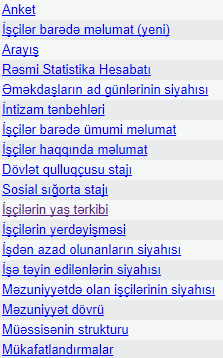 Anket
İşçilər barədə məlumat (yeni)
Arayış
Rəsmi Statistika Hesabatı
Əməkdaşların ad günlərinin siyahısı
İntizam tənbehləri
İşçilər barədə ümumi məlumat
İşçilər haqqında məlumat
Dövlət qulluqçusu stajı
Sosial sığorta stajı
İşçilərin yaş tərkibi
İşçilərin yerdəyişməsi
İşdən azad olunanların siyahısı
İşə təyin edilənlərin siyahısı
Məzuniyyətdə olan işçilərinin siyahısı
Məzuniyyət dövrü
Müəssisənin strukturu
Mükafatlandırmalar